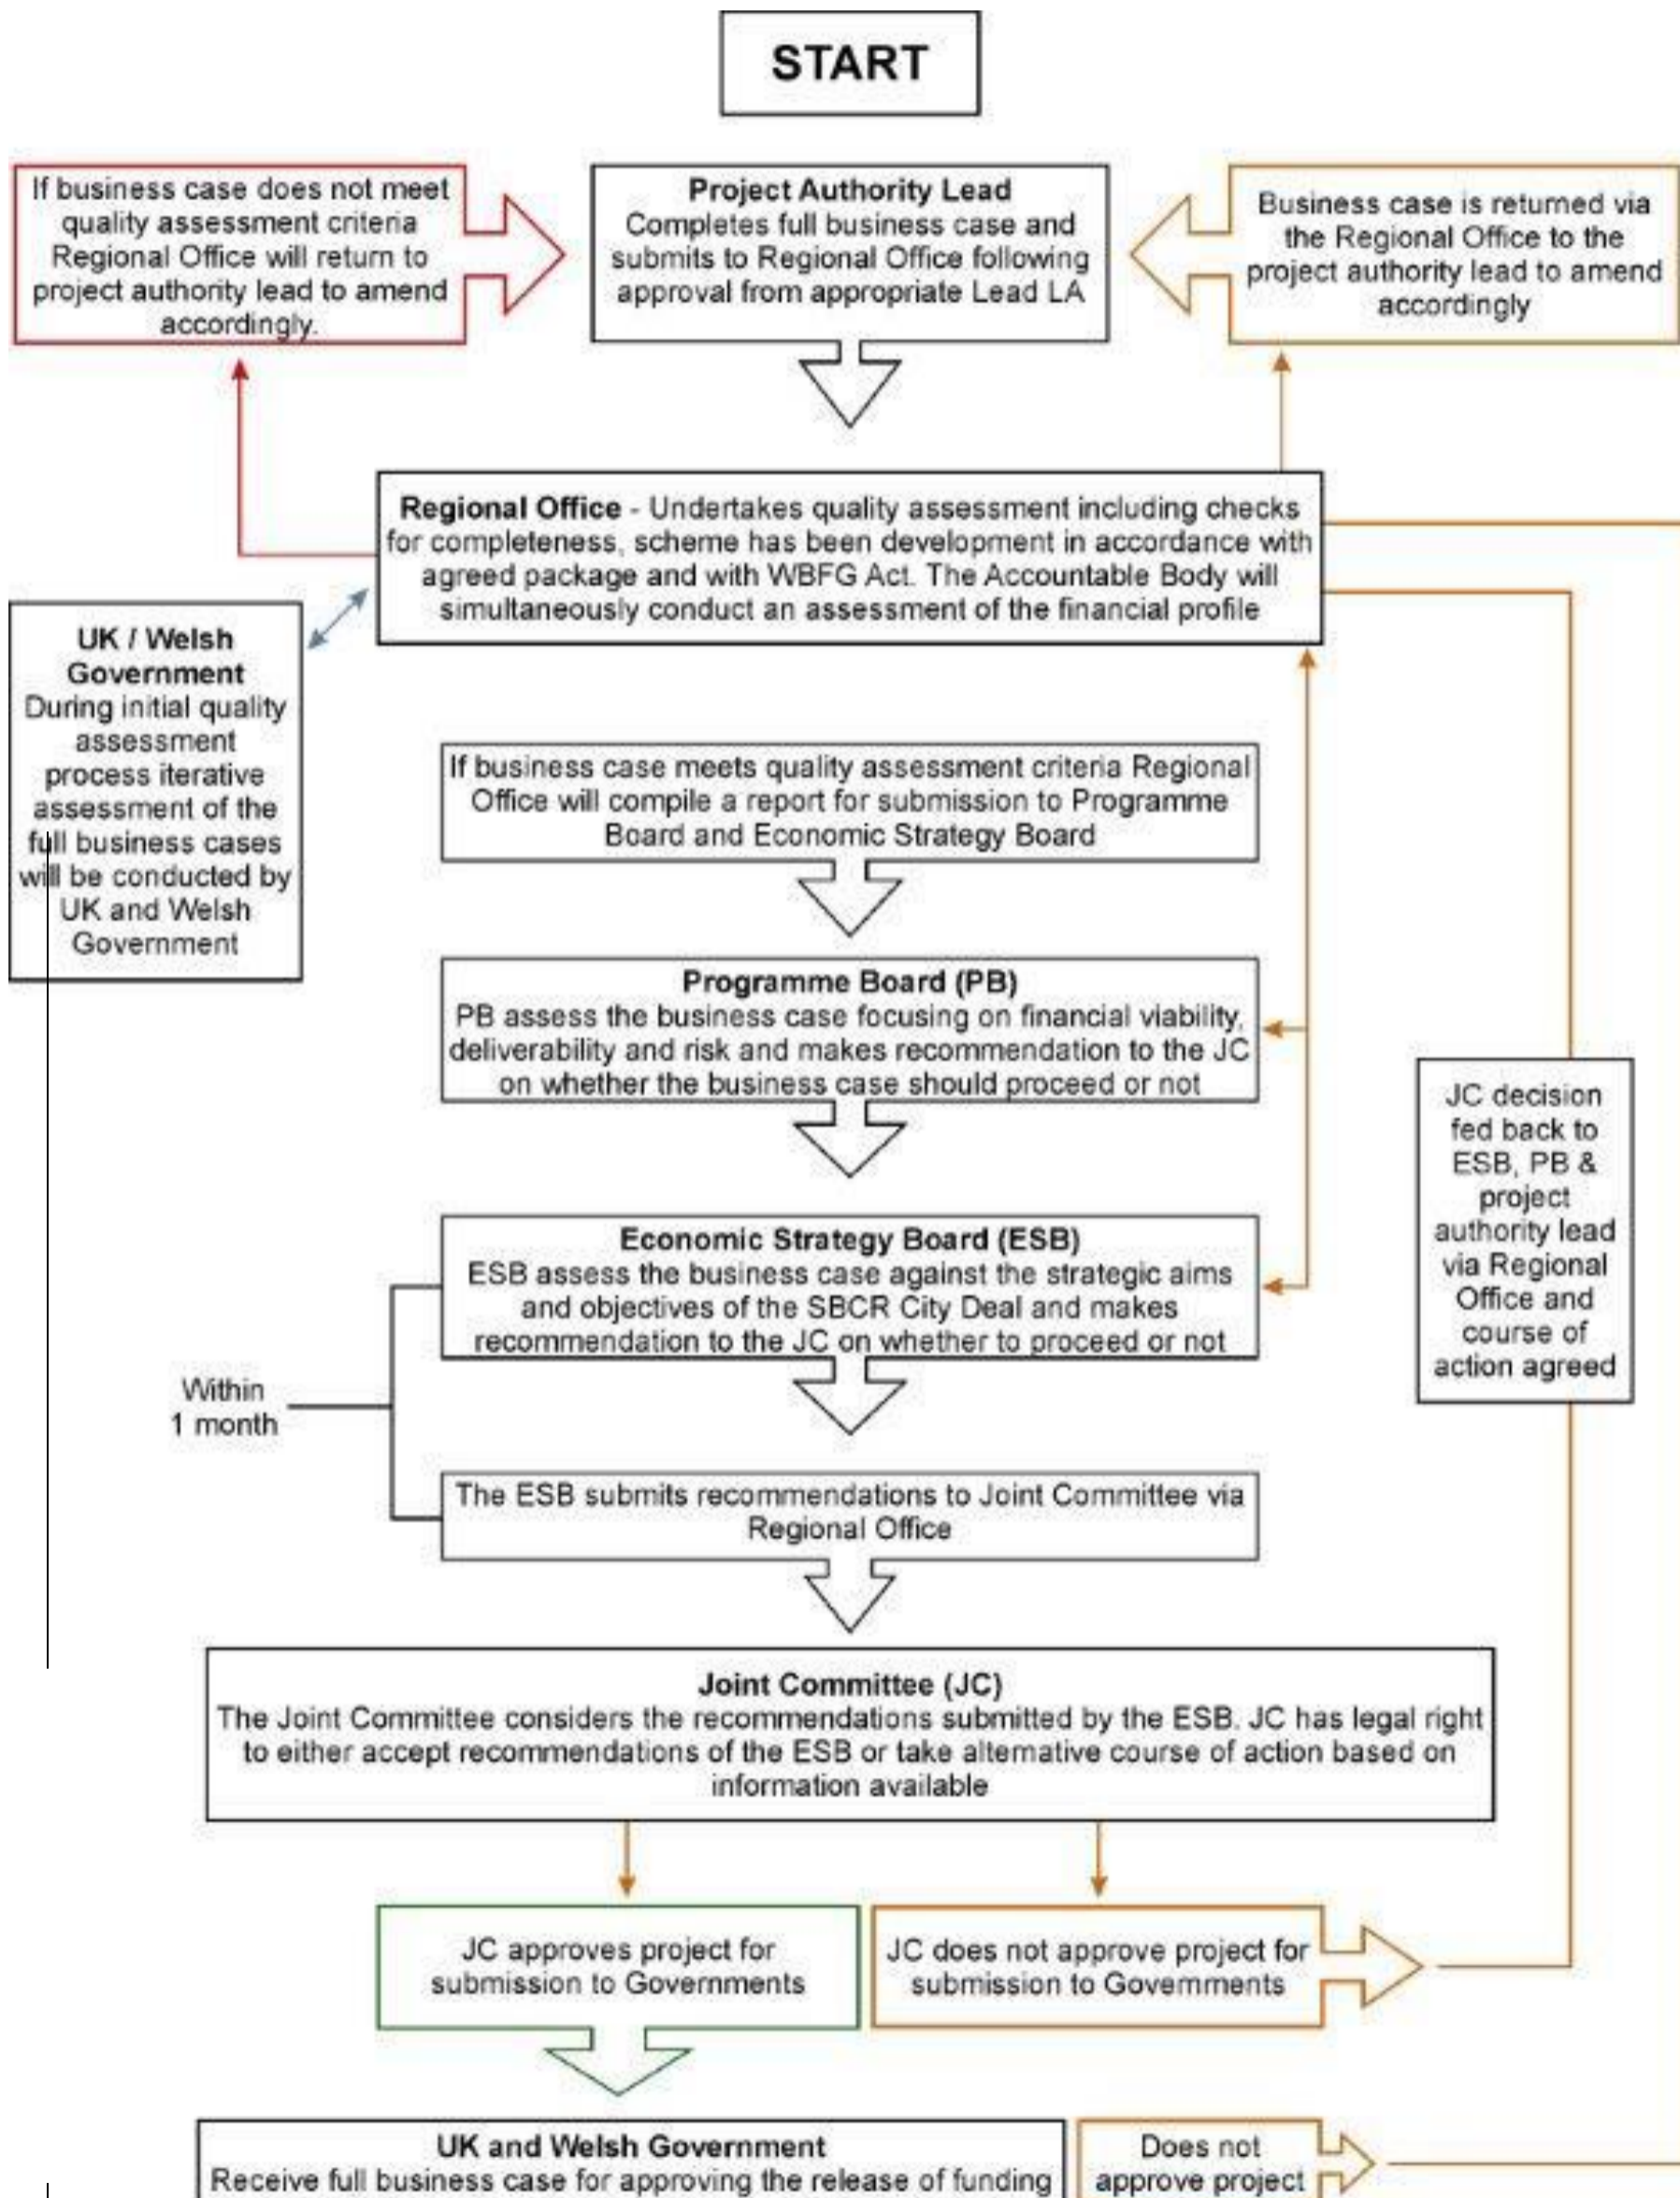 START
If business case does not meet
quality assessment criteria
Regional Office will return to
project authority lead to amend
accordingly.
Project Authority Lead
Completes full business case and
submits to Regional Office following
approval from appropriate Lead LA
Business case is returned via
the Regional Office to the
project authority lead to amend
accordingly
Regional Office - Undertakes quality assessment including checks
for completeness, scheme has been development in accordance with
agreed package and with WBFG Act. The Accountable Body will
simultaneously conduct an assessment of the financial profile
UK / Welsh
Government
During initial quality
assessment
process iterative
assessment of the
full business cases
will be conducted by
UK and Welsh
Government
If business case meets quality assessment criteria Regional
Office will compile a report for submission to Programme
Board and Economic Strategy Board
Programme Board (PB)
PB assess the business case focusing on financial viability,
deliverability and risk and makes recommendation to the JC
on whether the business case should proceed or not
JC decision
fed back to
ESB, PB &
project
authority lead
via Regional
Office and
course of
action agreed
Economic Strategy Board (ESB)
ESB assess the business case against the strategic aims
and objectives of the SBCR City Deal and makes
recommendation to the JC on whether to proceed or not
Within
1 month
The ESB submits recommendations to Joint Committee via
Regional Office
Joint Committee (JC)
The Joint Committee considers the recommendations submitted by the ESB. JC has legal right
to either accept recommendations of the ESB or take alternative course of action based on
information available
JC approves project for
submission to Governments
JC does not approve project for
submission to Governments
UK and Welsh Government
Receive full business case for approving the release of funding
Does not
approve project